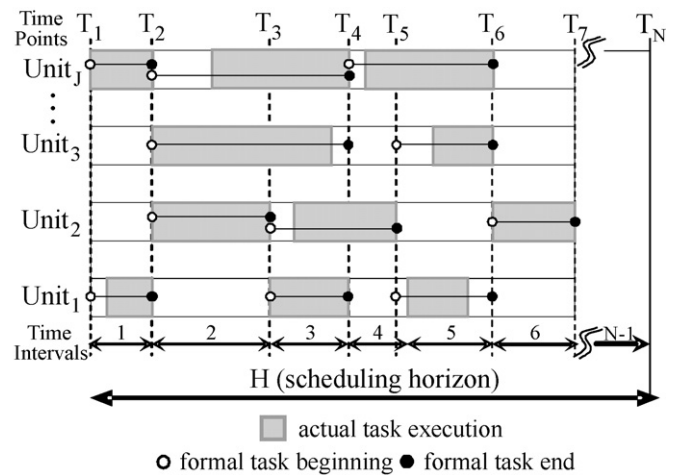 Time Points T1 T2 T3 T4 T5 T6 T7 TN
UnitJ
Unit3
Unit2
Unit1
Time Intervals 1 2 3 4 5 6 N-1
H (scheduling horizon)
actual task execution
formal task beginning formal task end